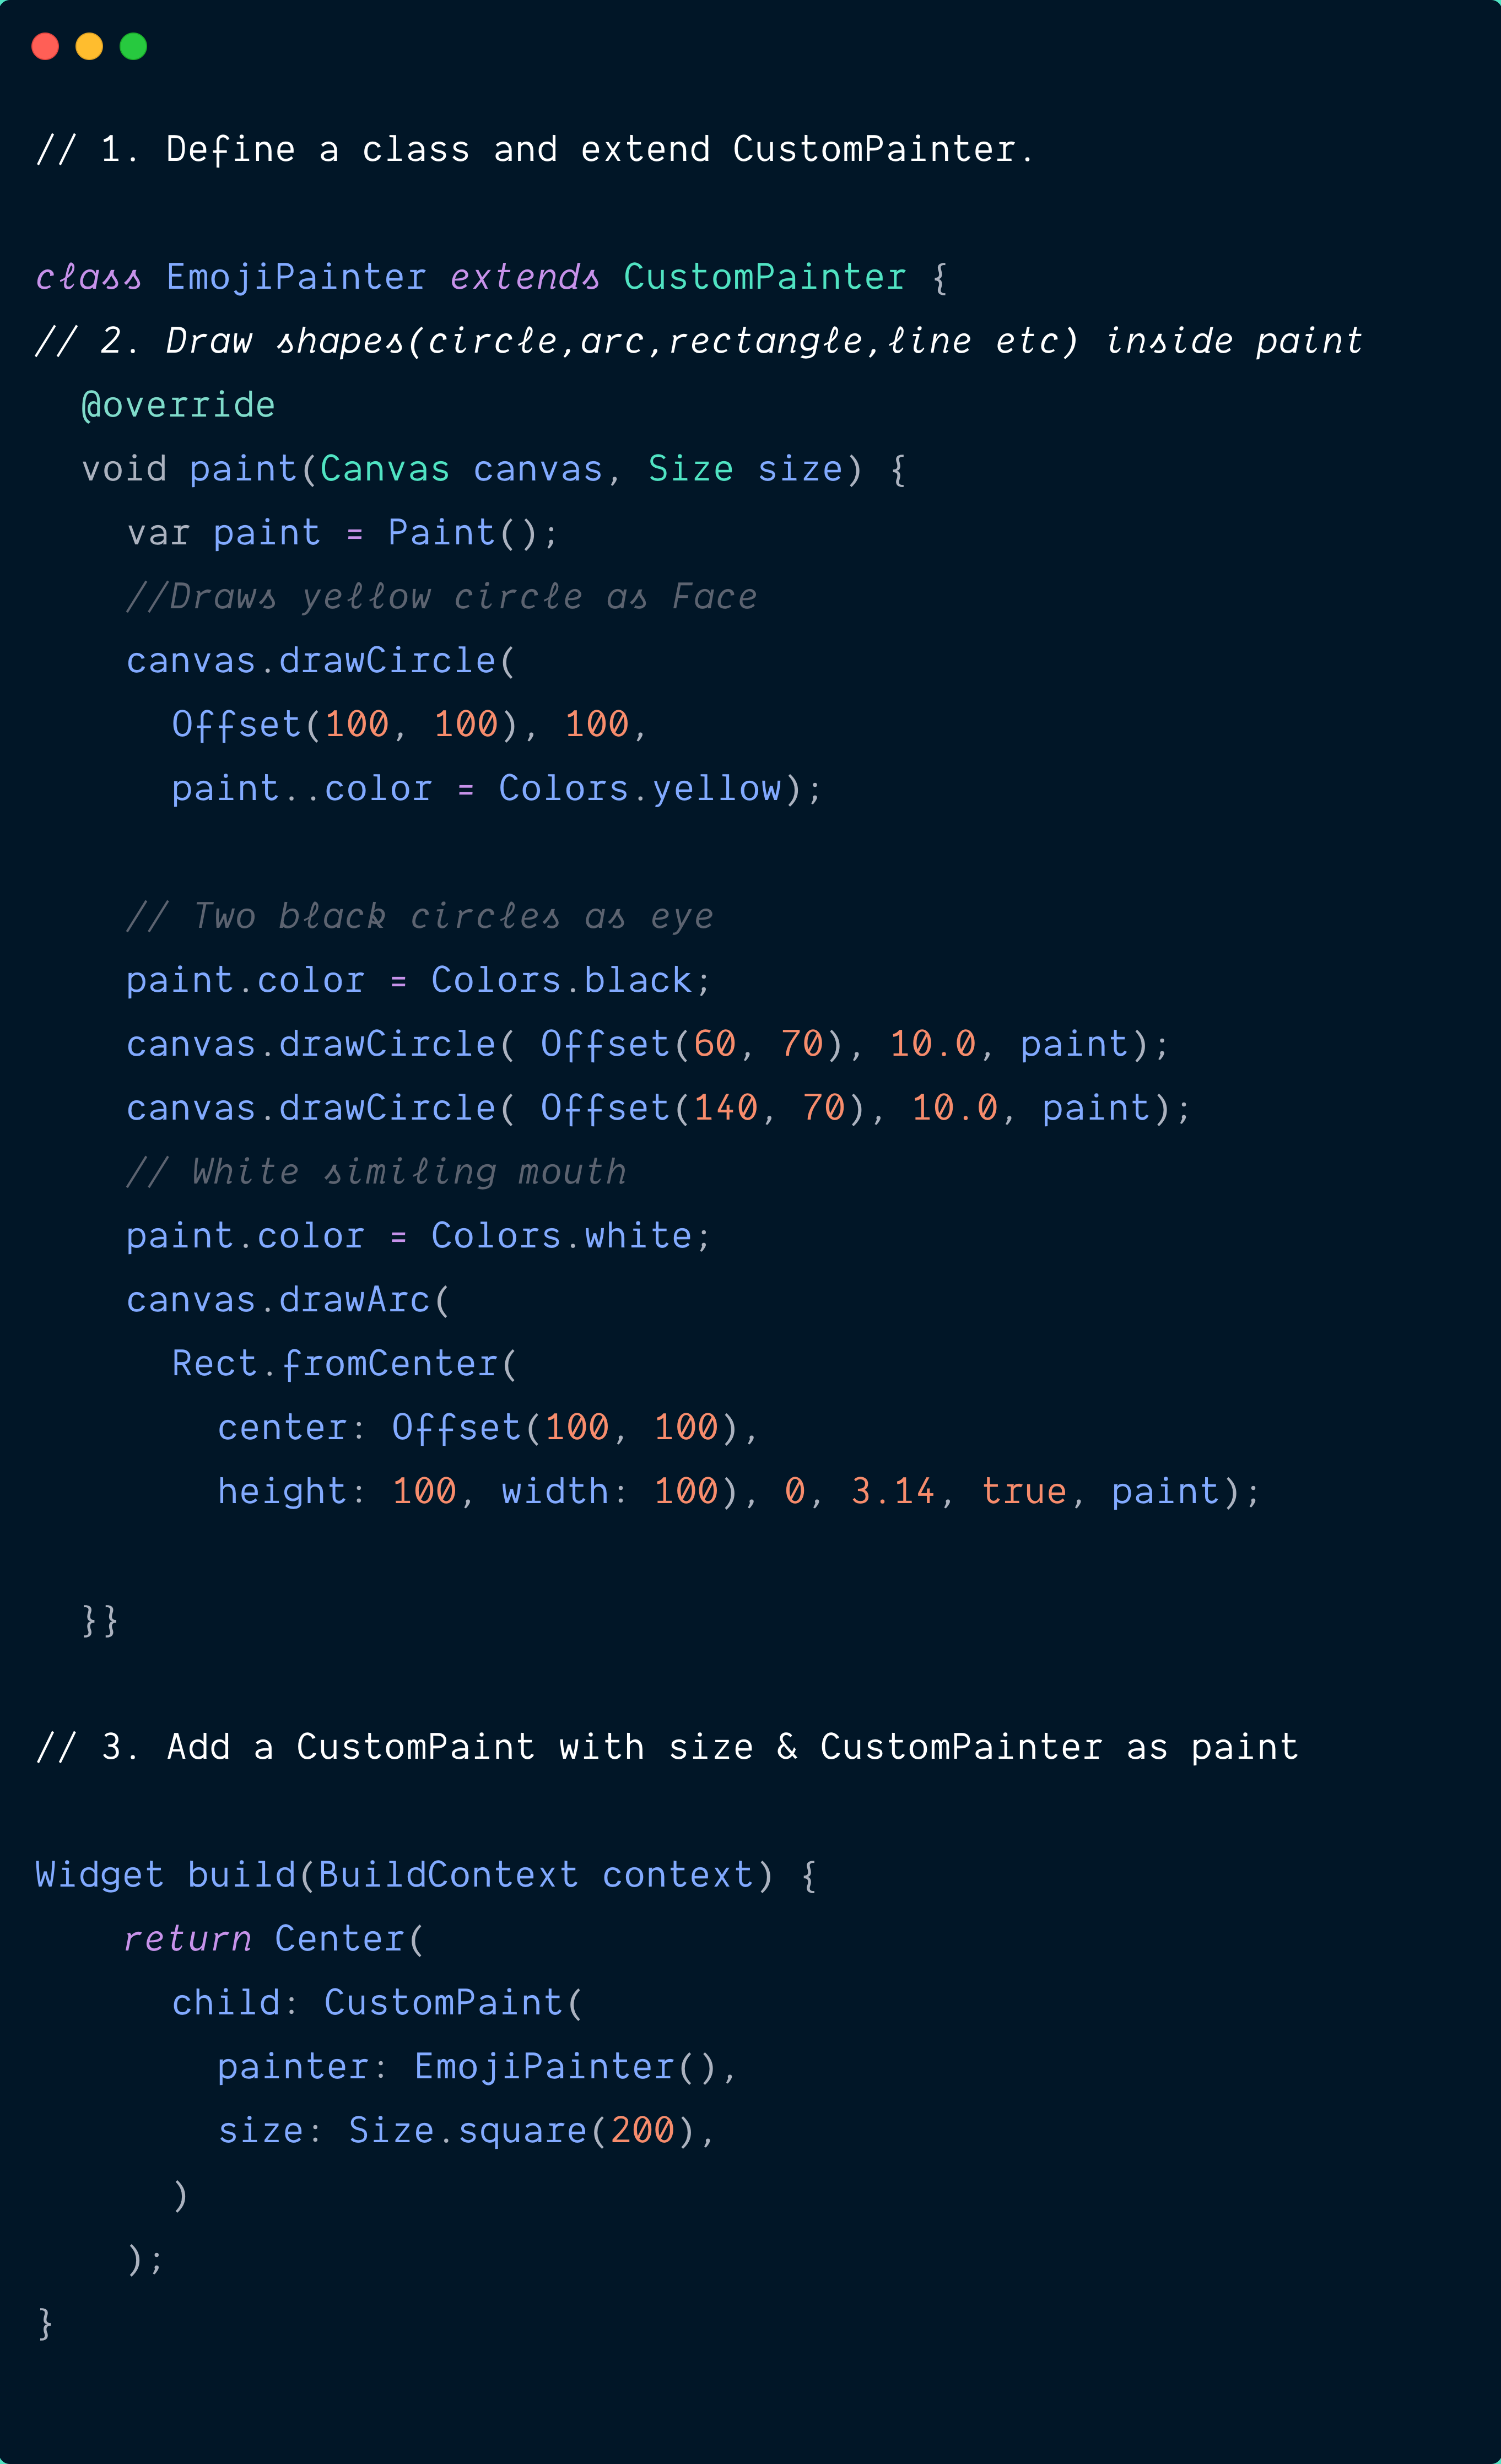 // 1. Define a class and extend CustomPainter.
class EmojiPainter extends CustomPainter {
// 2. Draw shapes(circle,arc,rectangle,line etc) inside paint
@override
void paint(Canvas canvas, Size size) {
var paint = Paint();
//Draws yellow circle as Face
canvas.drawCircle(
Offset(100, 100), 100,
paint..color = Colors.yellow);
// Two black circles as eye
paint.color = Colors.black;
canvas.drawCircle( Offset(60, 70), 10.0, paint);
canvas.drawCircle( Offset(140, 70), 10.0, paint);
// White similing mouth
paint.color = Colors.white;
canvas.drawArc(
Rect.fromCenter(
center: Offset(100, 100),
height: 100, width: 100), 0, 3.14, true, paint);
}}
// 3. Add a CustomPaint with size & CustomPainter as paint
Widget build(BuildContext context) {
return Center(
child: CustomPaint(
painter: EmojiPainter(),
size: Size.square(200),
)
);
}